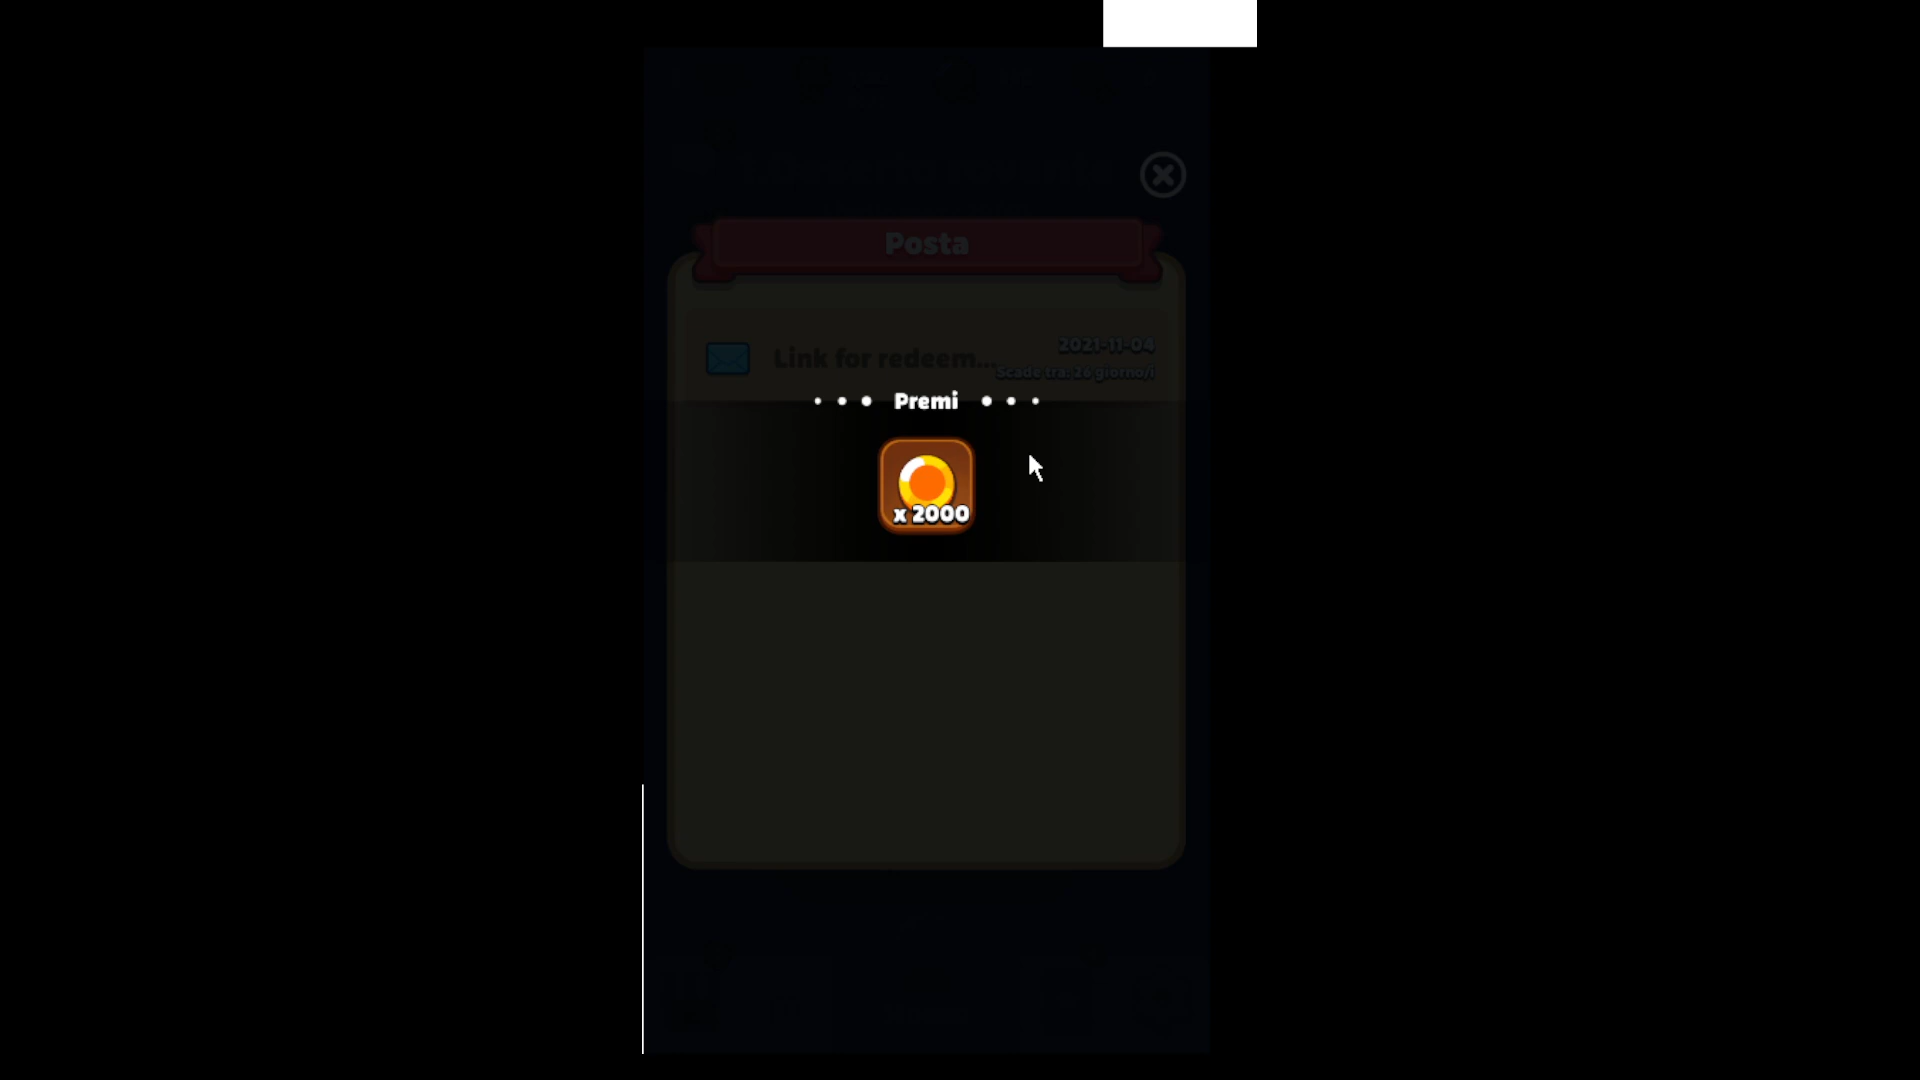 Posta
Link for redeem...
2021-11-04
Scade tra: 26 giorno/i
Premi
x 2000